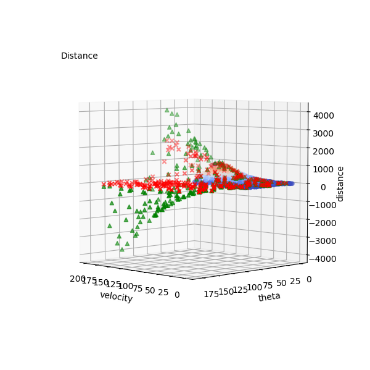 Distance
4000
3000
2000
1000
0
−1000
−2000
−3000
−4000
distance
200 175 150 125 100 75 50 25 0
velocity
175 150 125 100 75 50 25 0
theta